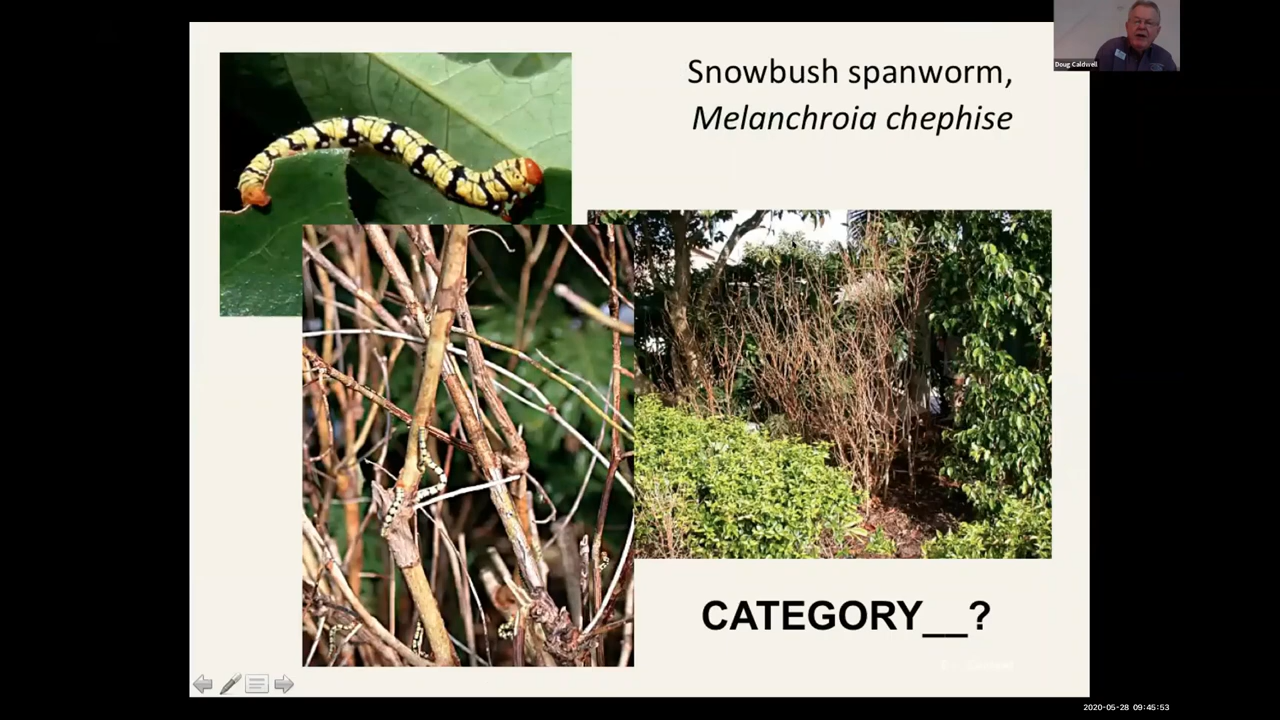 Snowbush spanworm,
Melanchroia chephise
Doug Caldwell
CATEGORY__?
2020-05-28 09:45:53